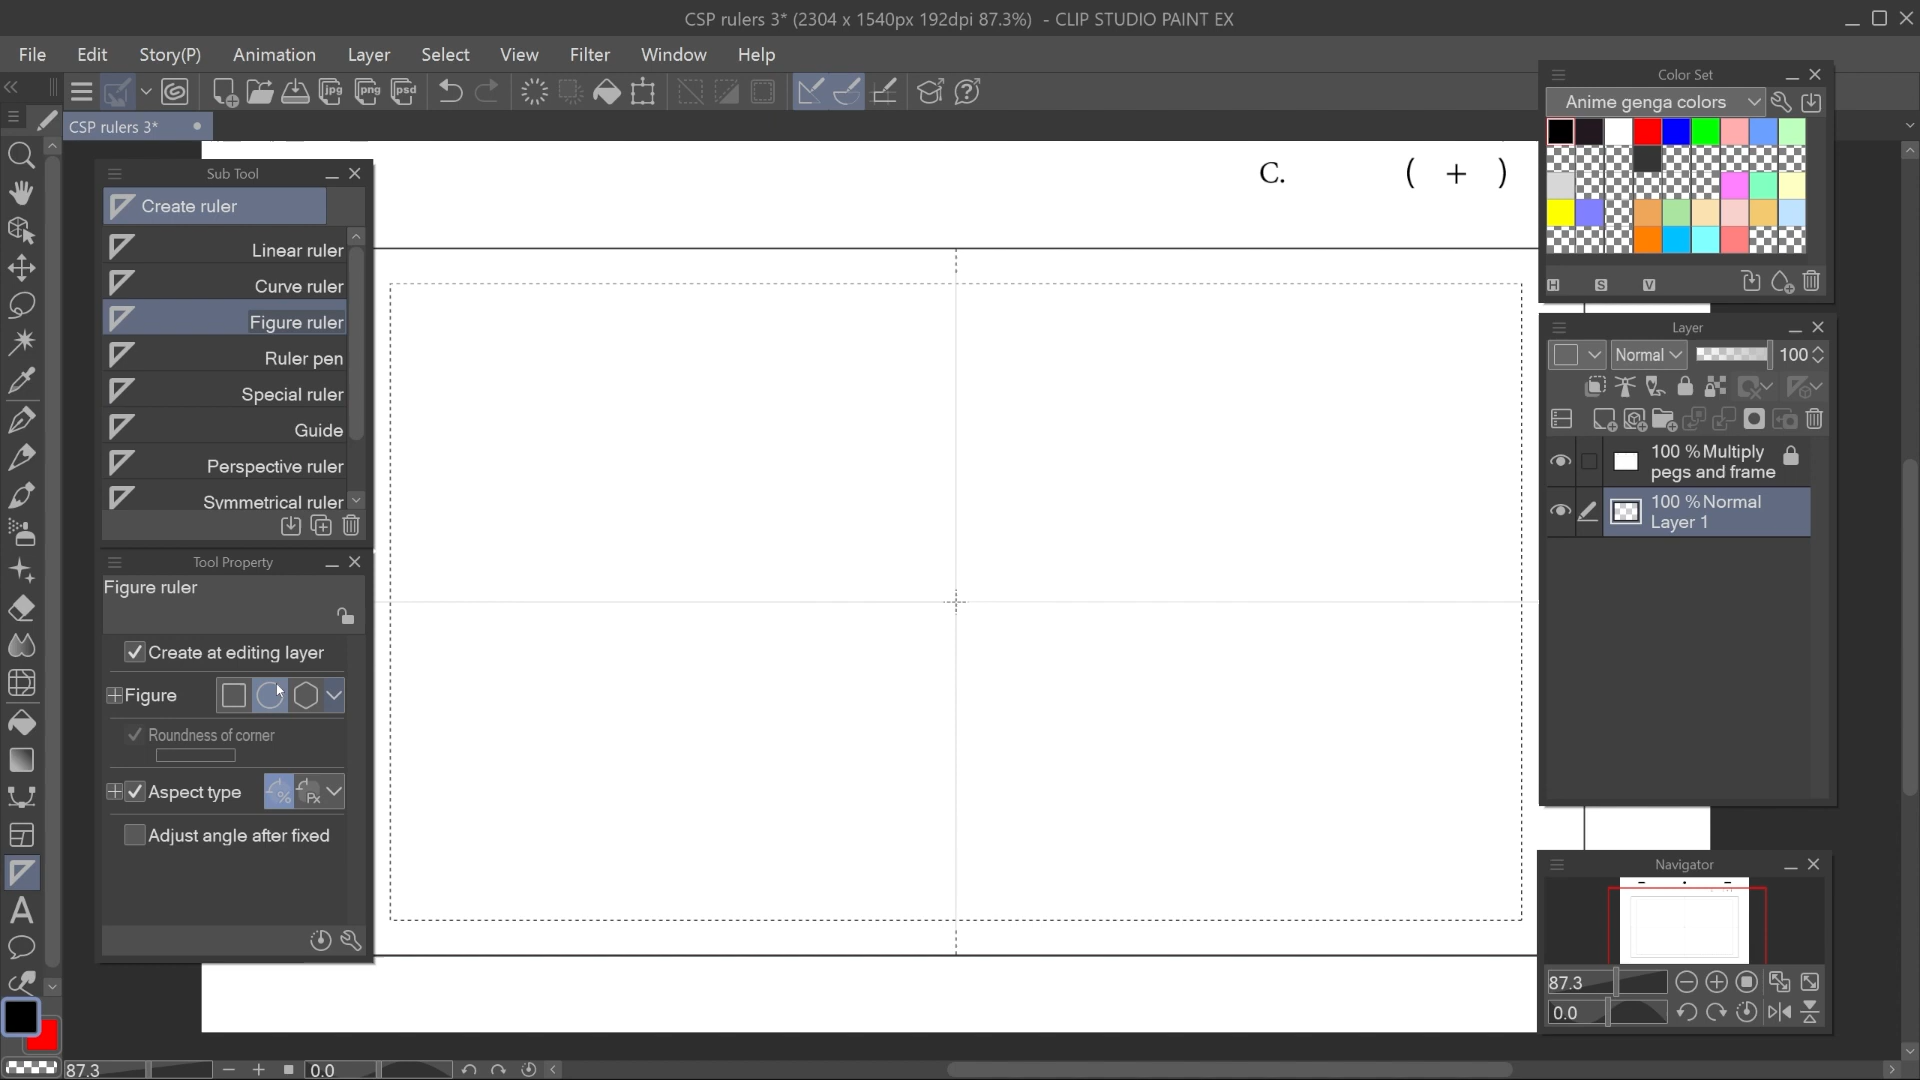 CSP rulers 3* (2304 x 1540px 192dpi 87.3%) - CLIP STUDIO PAINT EX
File Edit Story(P) Animation Layer Select View Filter Window Help
jpg png psd
CSP rulers 3*
C. ( + )
Sub Tool
Create ruler
Linear ruler
Curve ruler
Figure ruler
Ruler pen
Special ruler
Guide
Perspective ruler
Symmetrical ruler
Tool Property
Figure ruler
Create at editing layer
Figure
Roundness of corner
Aspect type % Px
Adjust angle after fixed
Color Set
Anime genga colors
H S V
Layer
Normal 100
100 % Multiply
pegs and frame
100 % Normal
Layer 1
Navigator
87.3
0.0
87.3 0.0